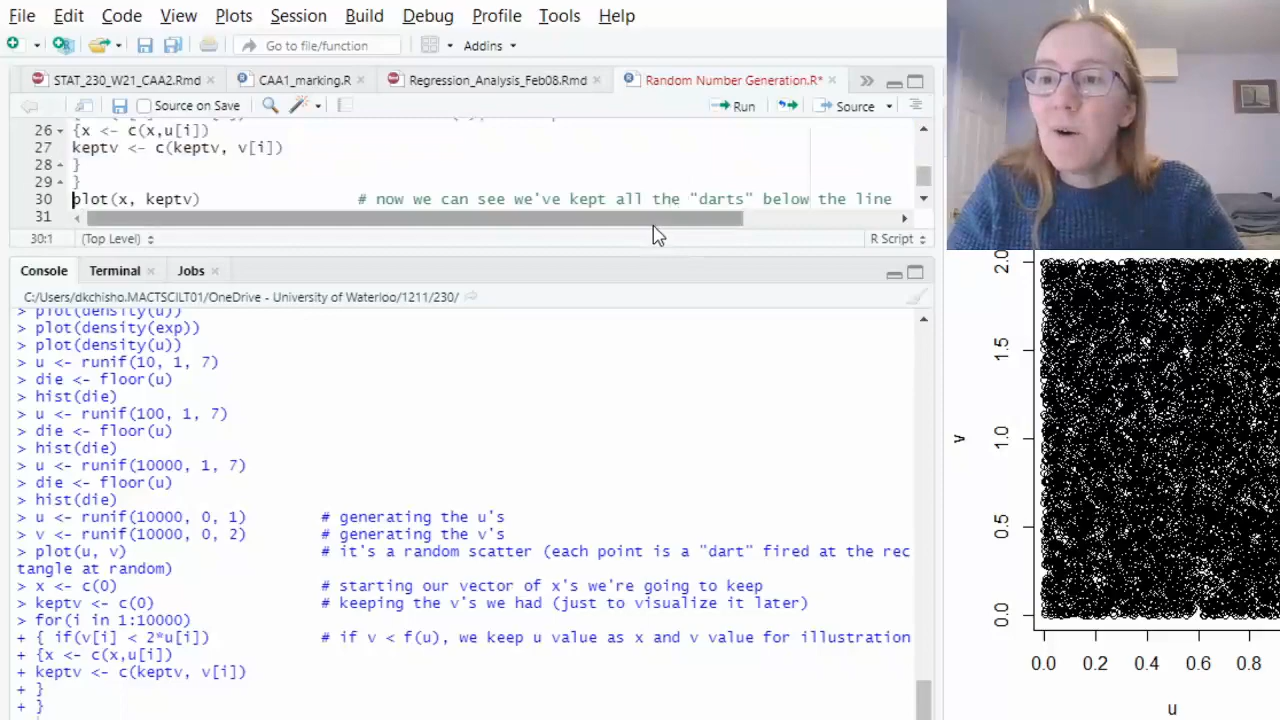 File Edit Code View Plots Session Build Debug Profile Tools Help
Go to file/function Addins
STAT_230_W21_CAA2.Rmd CAA1_marking.R Regression_Analysis_Feb08.Rmd Random Number Generation.R*
Source on Save Run Source
26 {x <- c(x,u[i])
27 keptv <- c(keptv, v[i])
28 }
29 }
30 plot(x, keptv) # now we can see we've kept all the "darts" below the line
31
30:1 (Top Level) R Script
Console Terminal Jobs
C:/Users/dkchisho.MACTSCILT01/OneDrive - University of Waterloo/1211/230/
> plot(density(u))
> plot(density(exp))
> plot(density(u))
> u <- runif(10, 1, 7)
> die <- floor(u)
> hist(die)
> u <- runif(100, 1, 7)
> die <- floor(u)
> hist(die)
> u <- runif(10000, 1, 7)
> die <- floor(u)
> hist(die)
> u <- runif(10000, 0, 1) # generating the u's
> v <- runif(10000, 0, 2) # generating the v's
> plot(u, v) # it's a random scatter (each point is a "dart" fired at the rec
tangle at random)
> x <- c(0) # starting our vector of x's we're going to keep
> keptv <- c(0) # keeping the v's we had (just to visualize it later)
> for(i in 1:10000)
+ { if(v[i] < 2*u[i]) # if v < f(u), we keep u value as x and v value for illustration
+ {x <- c(x,u[i])
+ keptv <- c(keptv, v[i])
+ }
+ }
2.0
1.5
1.0
0.5
0.0
v
0.0 0.2 0.4 0.6 0.8
u